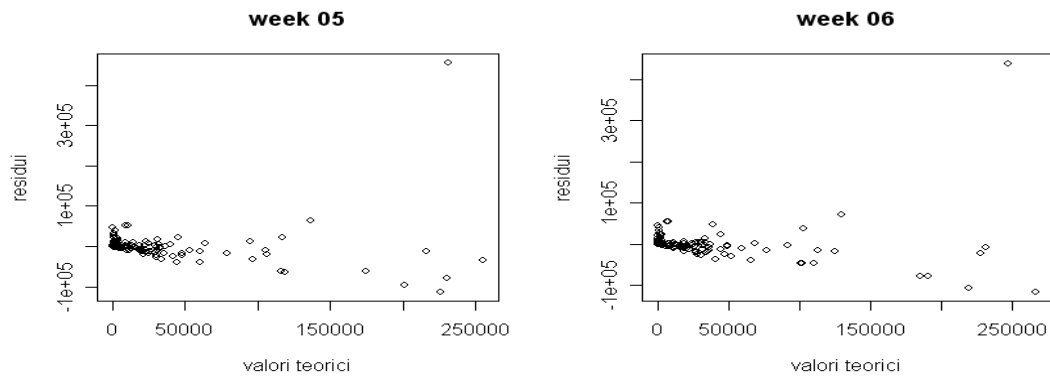 week 05
3e+05
1e+05
-1e+05
residui
0 50000 150000 250000
valori teorici
week 06
3e+05
1e+05
-1e+05
residui
0 50000 150000 250000
valori teorici